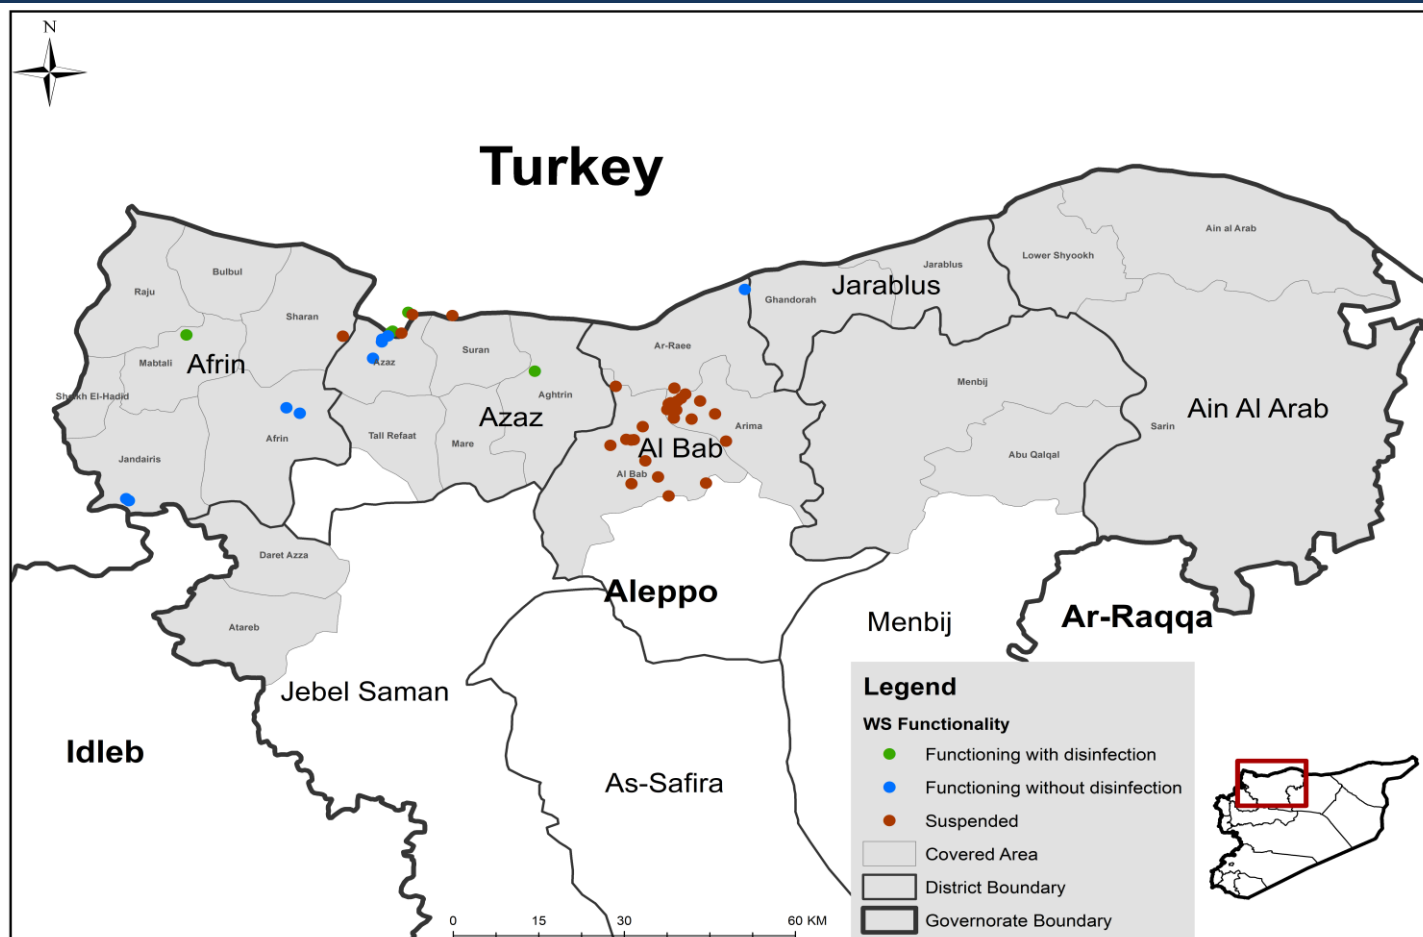 N
Turkey
Ain al Arab
Lower Shyookh
Jarablus
Bulbul
Raju
Ghandorah
Jarablus
Sharan
Ar-Raee
Suran
Azaz
Mabtali
Afrin
Menbij
Sheikh El-Hadid
Aghtrin
Ain Al Arab
Azaz
Arima
Sarin
Afrin
Tall Refaat
Mare
Al Bab
Abu Qalqal
Jandairis
Al Bab
Daret Azza
Aleppo
Ar-Raqqa
Menbij
Atareb
Jebel Saman
Idleb
As-Safira
Legend
WS Functionality
Functioning with disinfection
Functioning without disinfection
Suspended
Covered Area
District Boundary
Governorate Boundary
0 15 30 60 KM